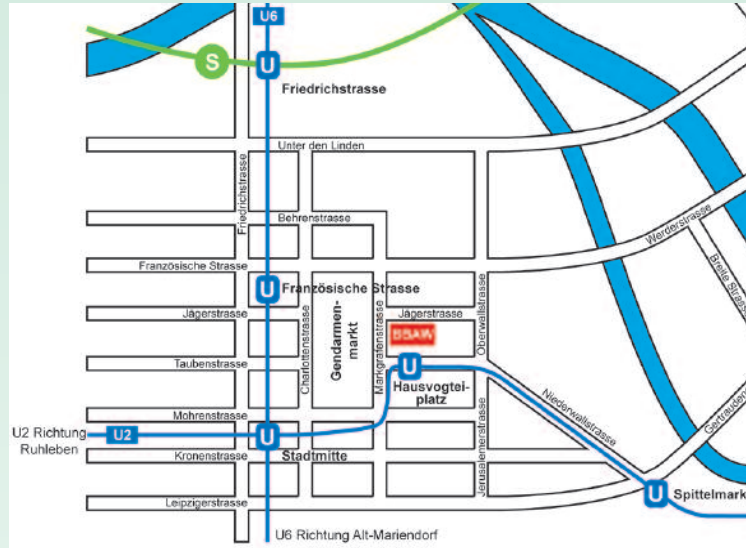 U6
S
U
Friedrichstrasse
Unter den Linden
Friedrichstrasse
Behrenstrasse
Werderstrasse
Breite Strasse
Französische Strasse
U
Französische Strasse
Oberwallstrasse
Jägerstrasse
Charlottenstrasse
Gendarmen-
markt
Markgrafenstrasse
Jägerstrasse
BBAW
Taubenstrasse
U
Hausvogtei-
platz
Niederwallstrasse
Mohrenstrasse
Gertrauden
U2 Richtung
Ruhleben
U2
U
Stadtmitte
Kronenstrasse
Jerusalemerstrasse
Leipzigerstrasse
U
Spittelmark
U6 Richtung Alt-Mariendorf